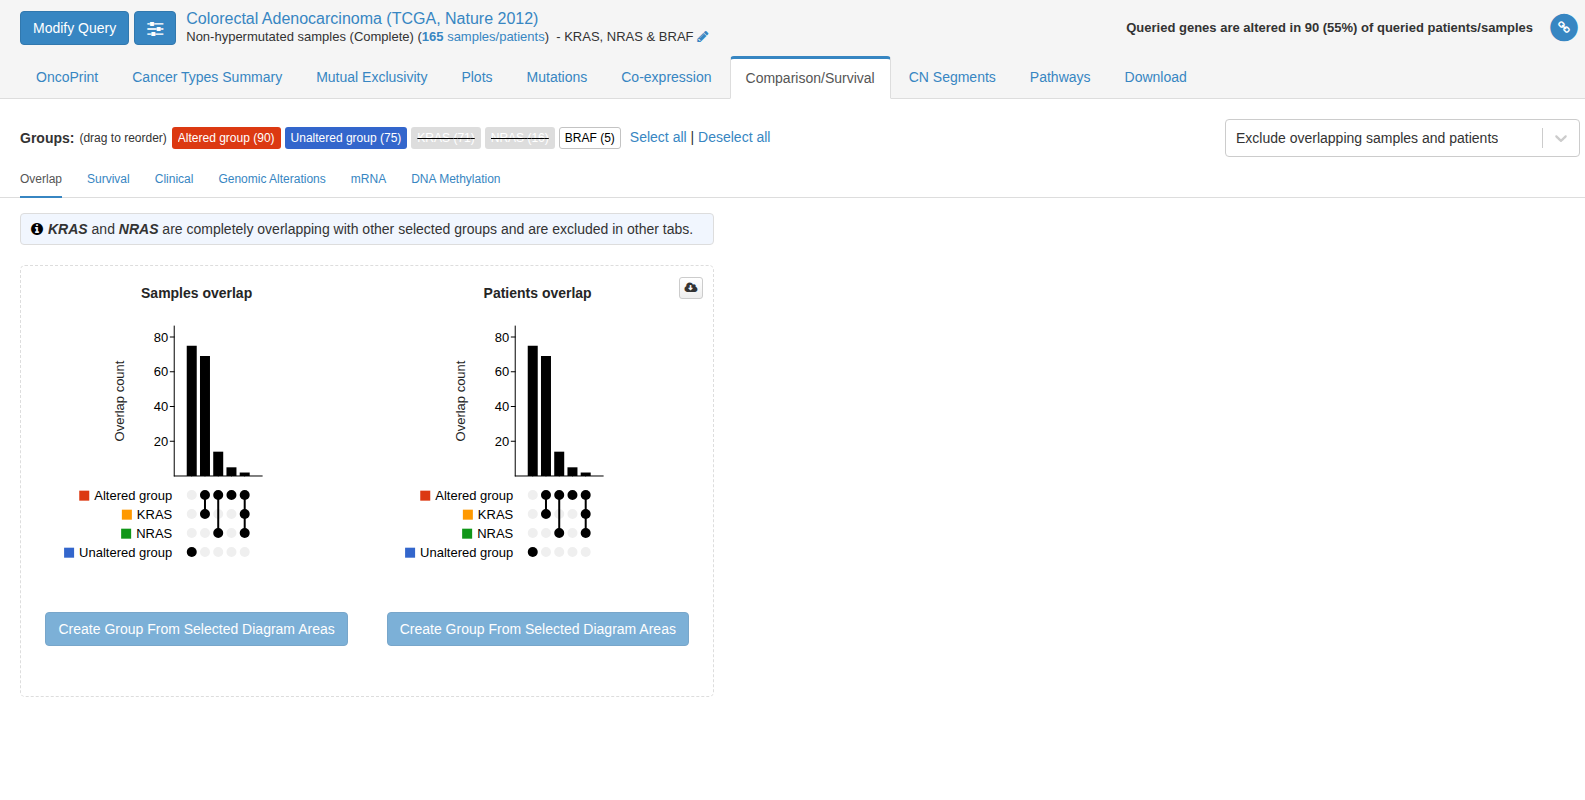 Modify Query
Colorectal Adenocarcinoma (TCGA, Nature 2012)
Non-hypermutated samples (Complete) (165 samples/patients) - KRAS, NRAS & BRAF
Queried genes are altered in 90 (55%) of queried patients/samples
OncoPrint Cancer Types Summary Mutual Exclusivity Plots Mutations Co-expression Comparison/Survival CN Segments Pathways Download
Groups: (drag to reorder) Altered group (90) Unaltered group (75) KRAS (71) NRAS (16) BRAF (5) Select all | Deselect all
Exclude overlapping samples and patients
Overlap Survival Clinical Genomic Alterations mRNA DNA Methylation
KRAS and NRAS are completely overlapping with other selected groups and are excluded in other tabs.
Samples overlap
80
60
40
20
Overlap count
Altered group
KRAS
NRAS
Unaltered group
Create Group From Selected Diagram Areas
Patients overlap
80
60
40
20
Overlap count
Altered group
KRAS
NRAS
Unaltered group
Create Group From Selected Diagram Areas